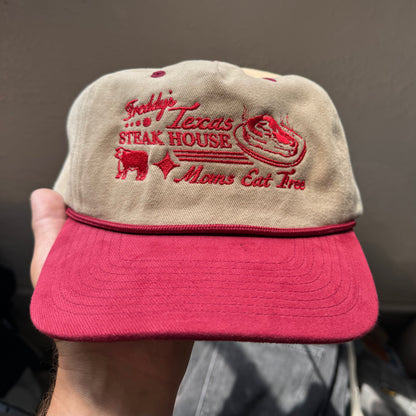 Freddy's
Texas
STEAK HOUSE
Moms Eat Free